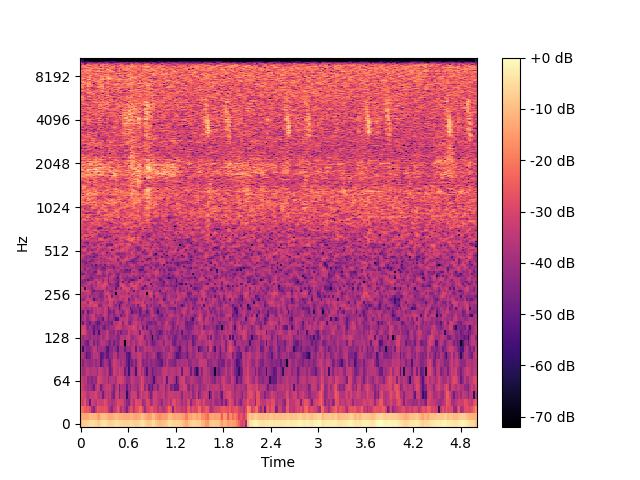 8192
4096
2048
1024
512
256
128
64
0
Hz
0 0.6 1.2 1.8 2.4 3 3.6 4.2 4.8
Time
+0 dB
-10 dB
-20 dB
-30 dB
-40 dB
-50 dB
-60 dB
-70 dB